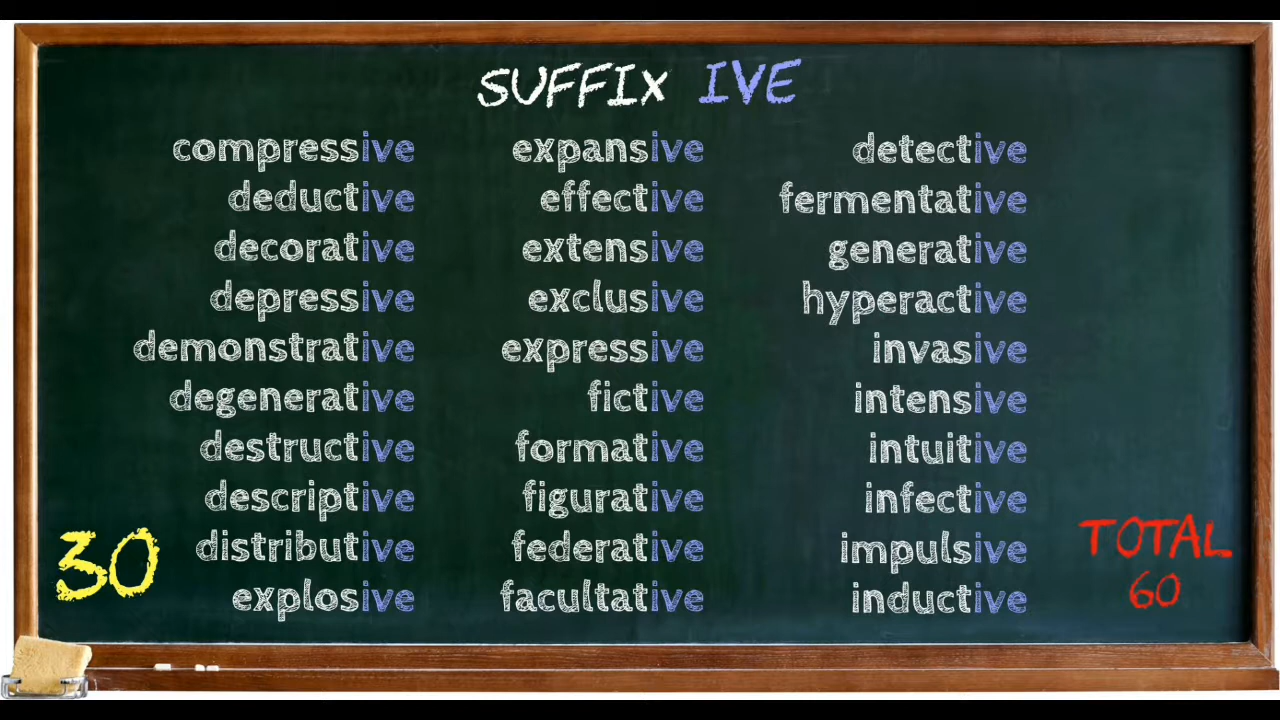 SUFFIX IVE
compressive
deductive
decorative
depressive
demonstrative
degenerative
destructive
descriptive
distributive
explosive
expansive
effective
extensive
exclusive
expressive
fictive
formative
figurative
federative
facultative
detective
fermentative
generative
hyperactive
invasive
intensive
intuitive
infective
impulsive
inductive
30
TOTAL
60